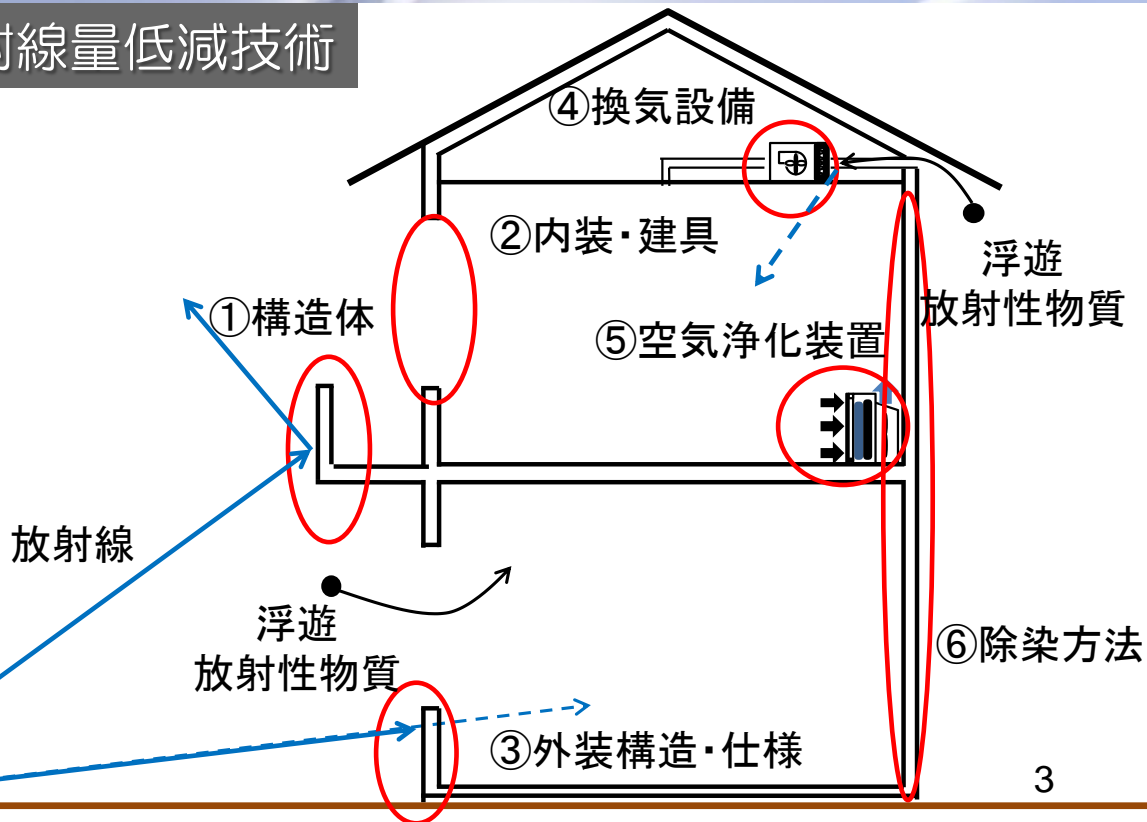 射線量低減技術
④換気設備
②内装・建具
浮遊
放射性物質
①構造体
⑤空気浄化装置
放射線
浮遊
放射性物質
⑥除染方法
③外装構造・仕様
3